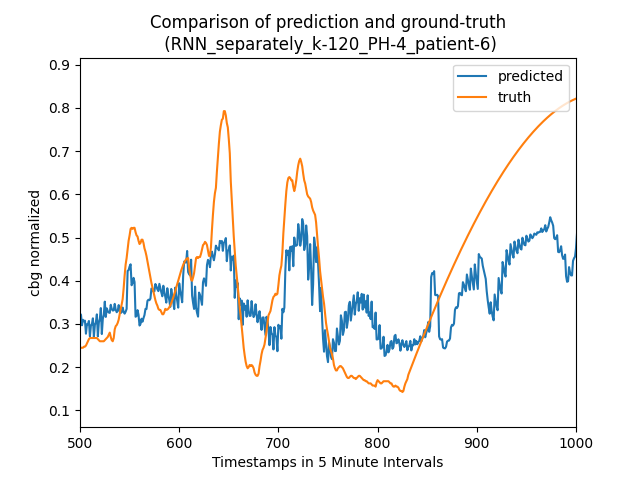 Comparison of prediction and ground-truth
(RNN_separately_k-120_PH-4_patient-6)
predicted
truth
0.9
0.8
0.7
0.6
0.5
0.4
0.3
0.2
0.1
cbg normalized
500 600 700 800 900 1000
Timestamps in 5 Minute Intervals